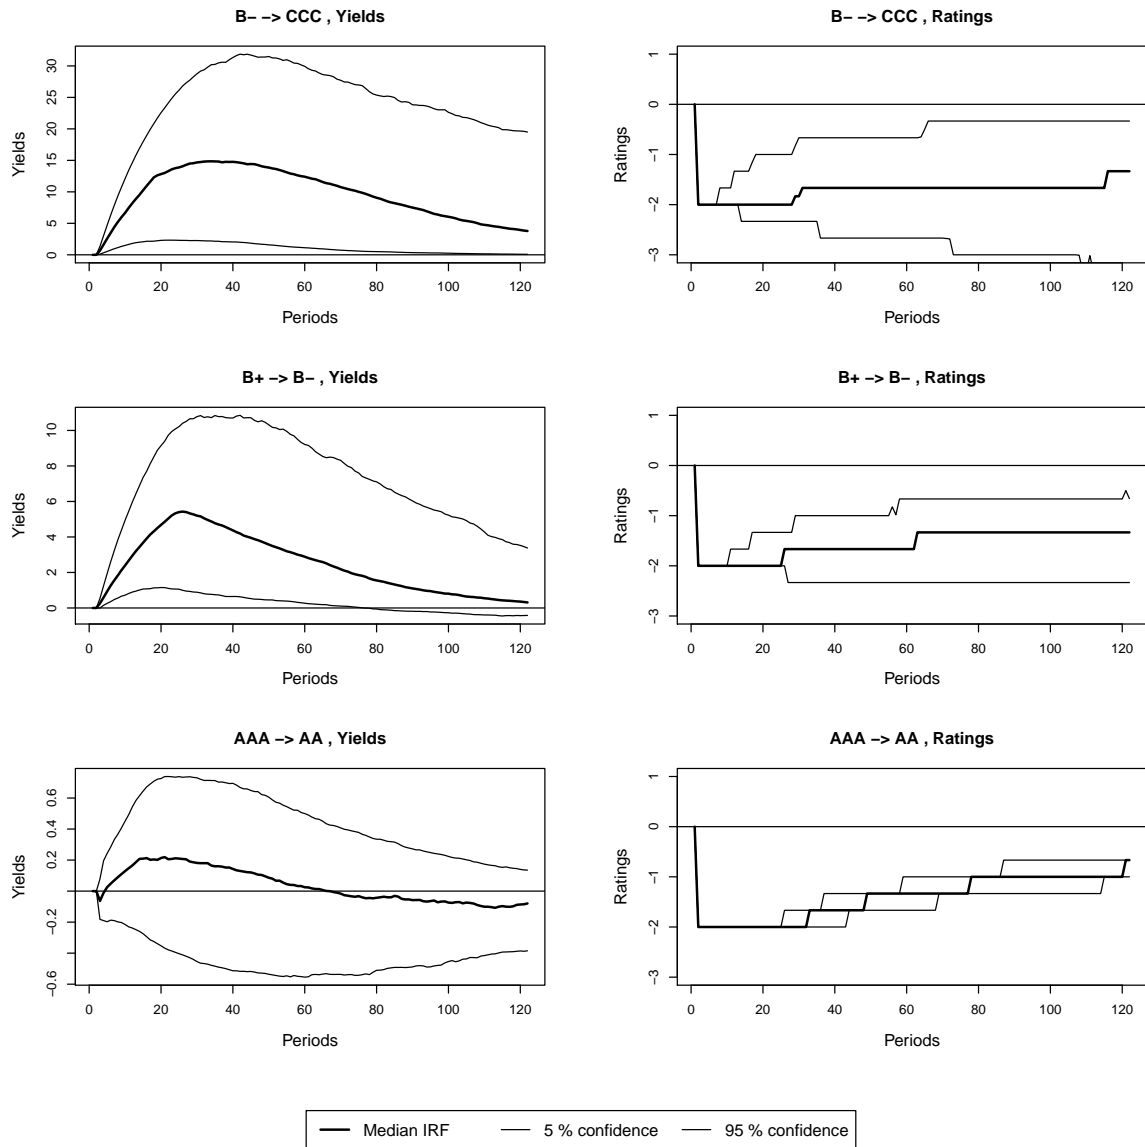 B− −> CCC , Yields
Yields
0 5 10 15 20 25 30
0 20 40 60 80 100 120
Periods
B− −> CCC , Ratings
Ratings
−3 −2 −1 0 1
0 20 40 60 80 100 120
Periods
B+ −> B− , Yields
Yields
0 2 4 6 8 10
0 20 40 60 80 100 120
Periods
B+ −> B− , Ratings
Ratings
−3 −2 −1 0 1
0 20 40 60 80 100 120
Periods
AAA −> AA , Yields
Yields
−0.6 −0.2 0.2 0.4 0.6
0 20 40 60 80 100 120
Periods
AAA −> AA , Ratings
Ratings
−3 −2 −1 0 1
0 20 40 60 80 100 120
Periods
Median IRF 5 % confidence 95 % confidence